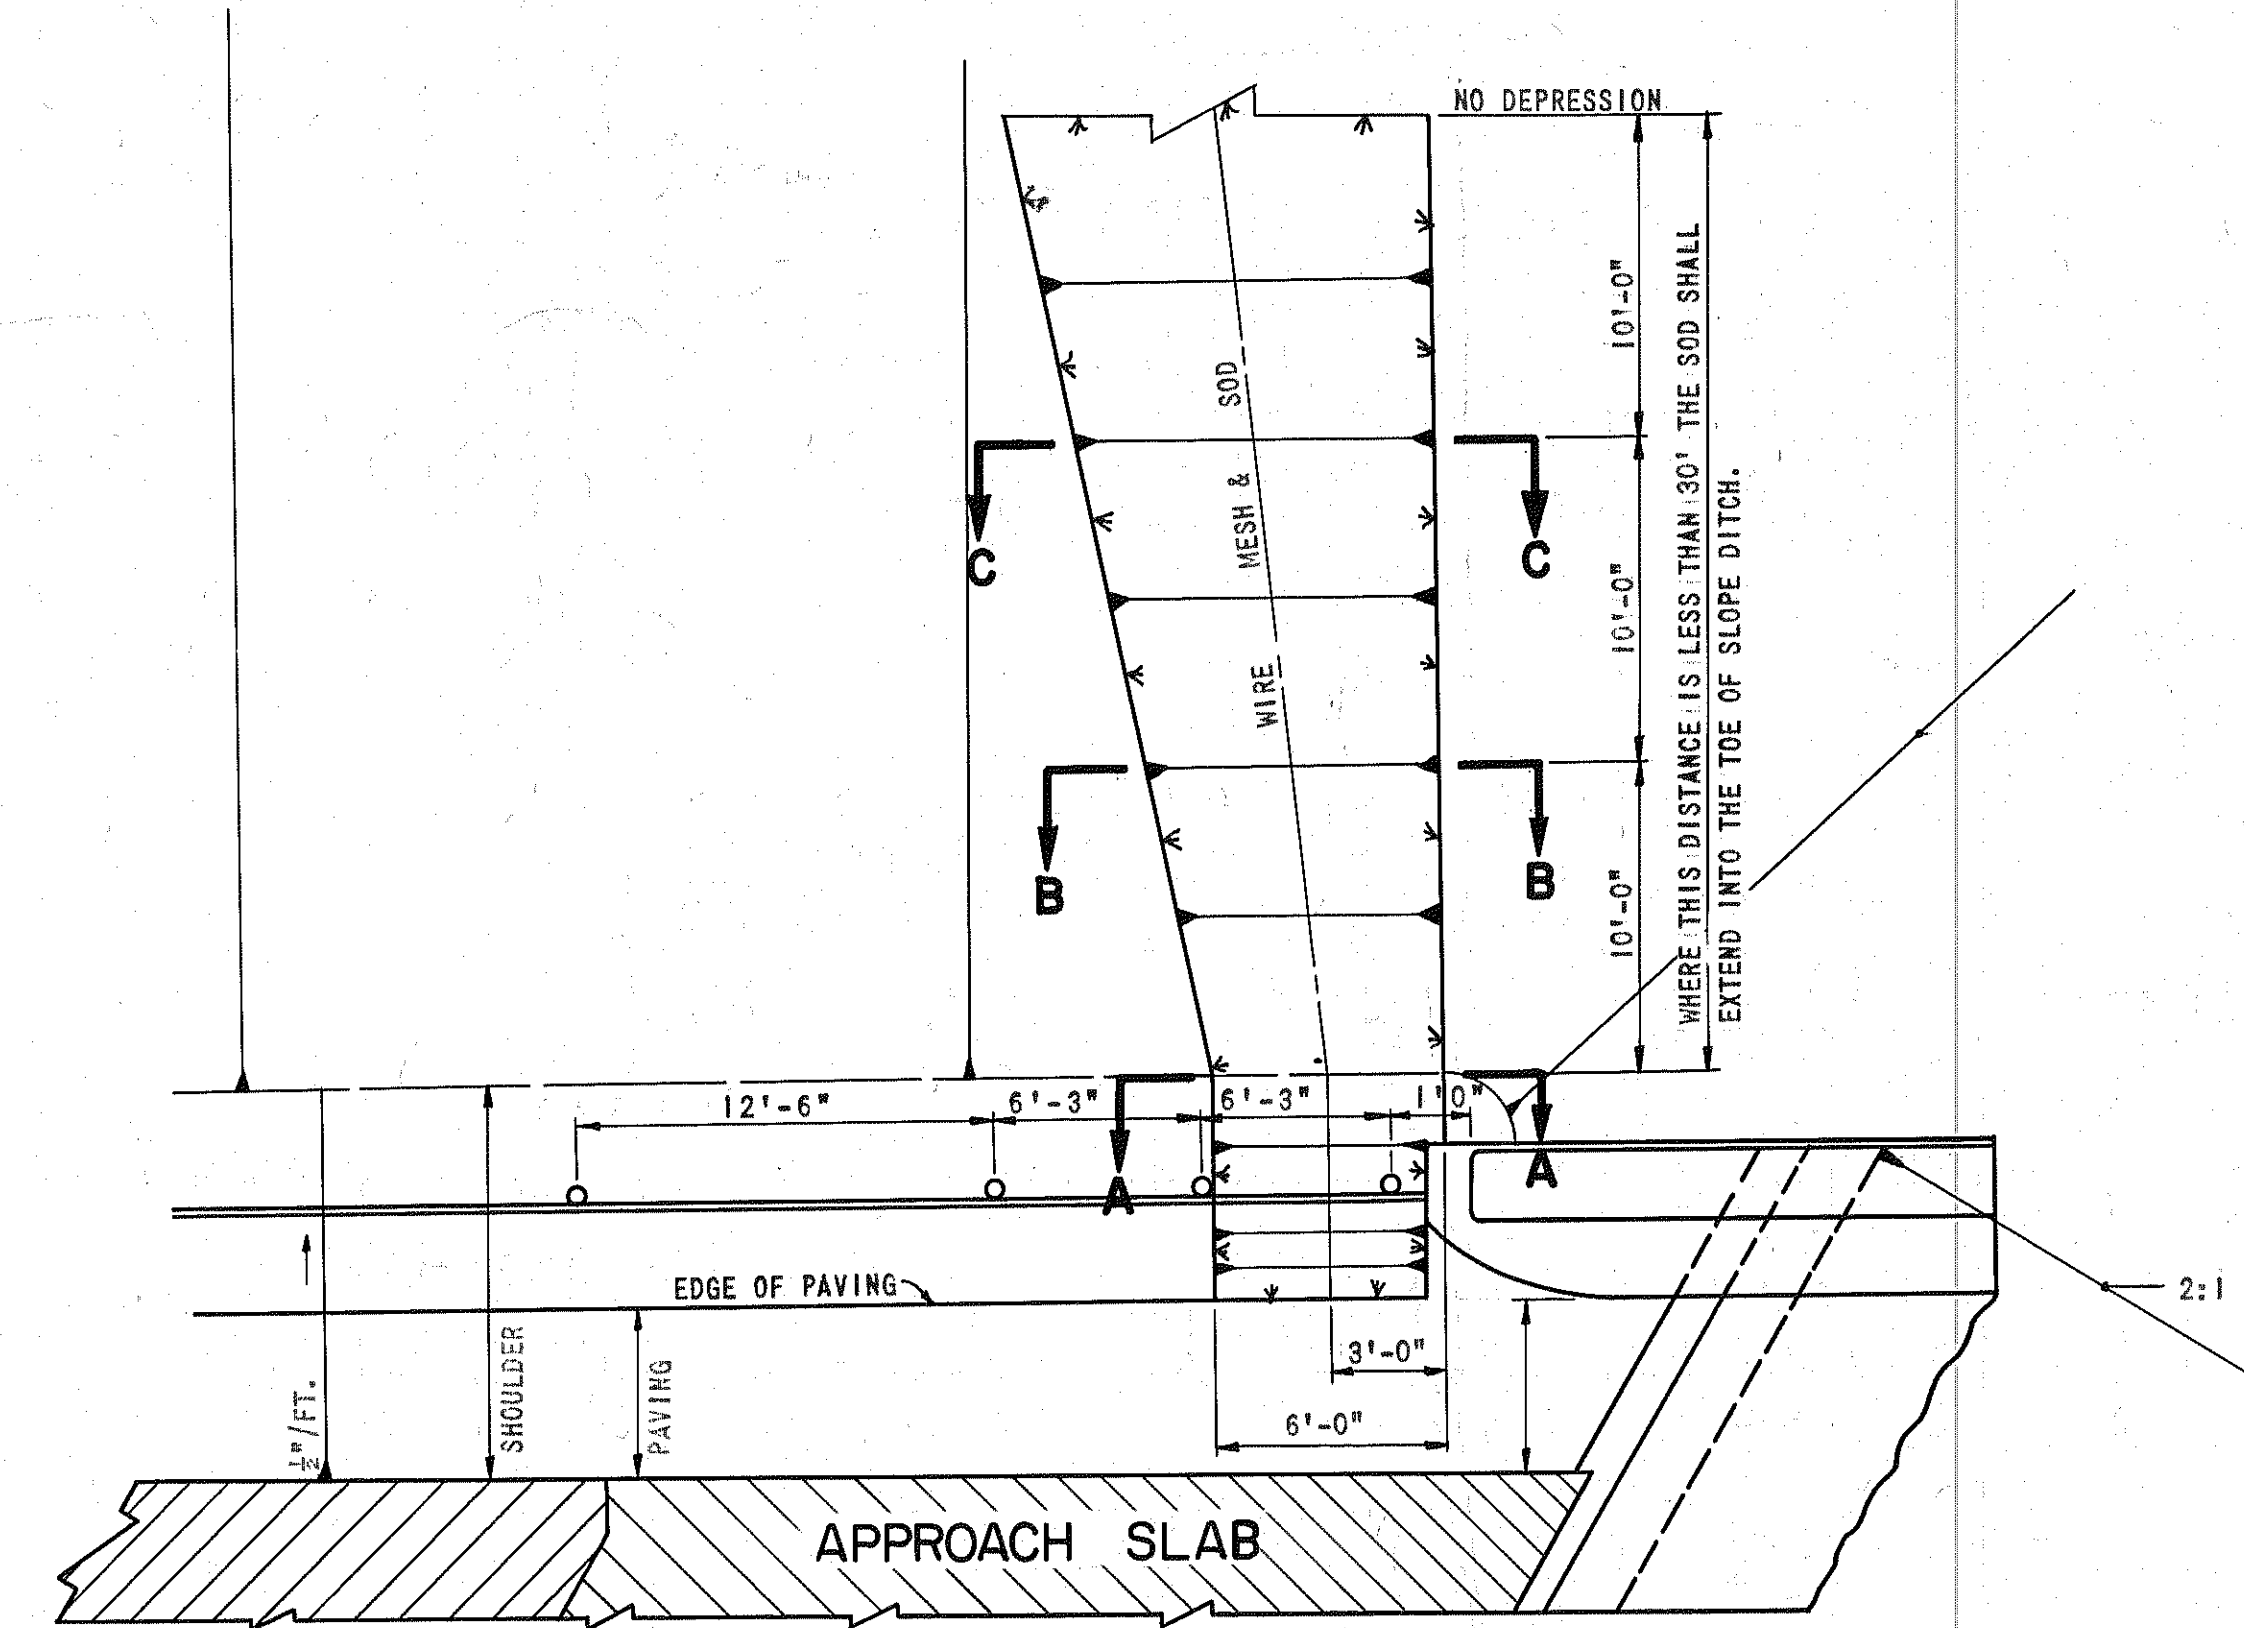 NO DEPRESSION
10'-0"
10'-0"
10'-0"
WHERE THIS DISTANCE IS LESS THAN 30' THE SOD SHALL
EXTEND INTO THE TOE OF SLOPE DITCH.
WIRE MESH & SOD
C
C
B
B
A
A
12'-6"
6'-3"
6'-3"
1'0"
EDGE OF PAVING
2:1
3'-0"
6'-0"
½"/FT.
SHOULDER
PAVING
APPROACH SLAB